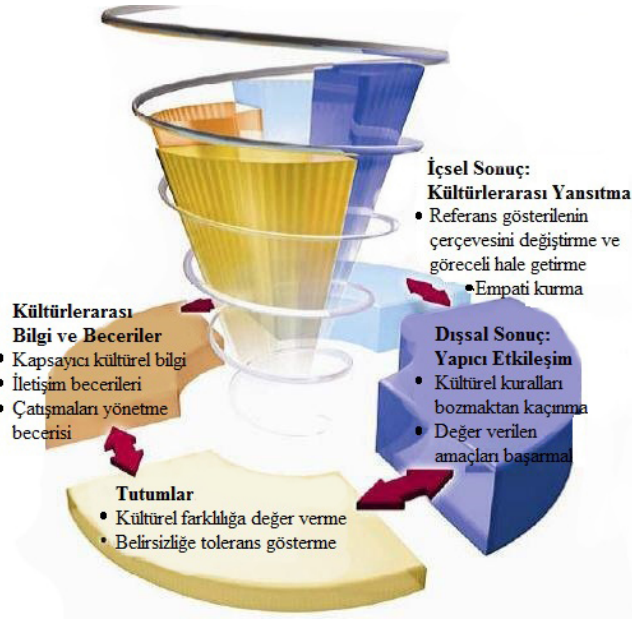 İçsel Sonuç:
Kültürlerarası Yansıtma
• Referans gösterilenin
çerçevesini değiştirme ve
göreceli hale getirme
•Empati kurma
Kültürlerarası
Bilgi ve Beceriler
• Kapsayıcı kültürel bilgi
• İletişim becerileri
• Çatışmaları yönetme
becerisi
Dışsal Sonuç:
Yapıcı Etkileşim
• Kültürel kuralları
bozmaktan kaçınma
• Değer verilen
amaçları başarmal
Tutumlar
• Kültürel farklılığa değer verme
• Belirsizliğe tolerans gösterme